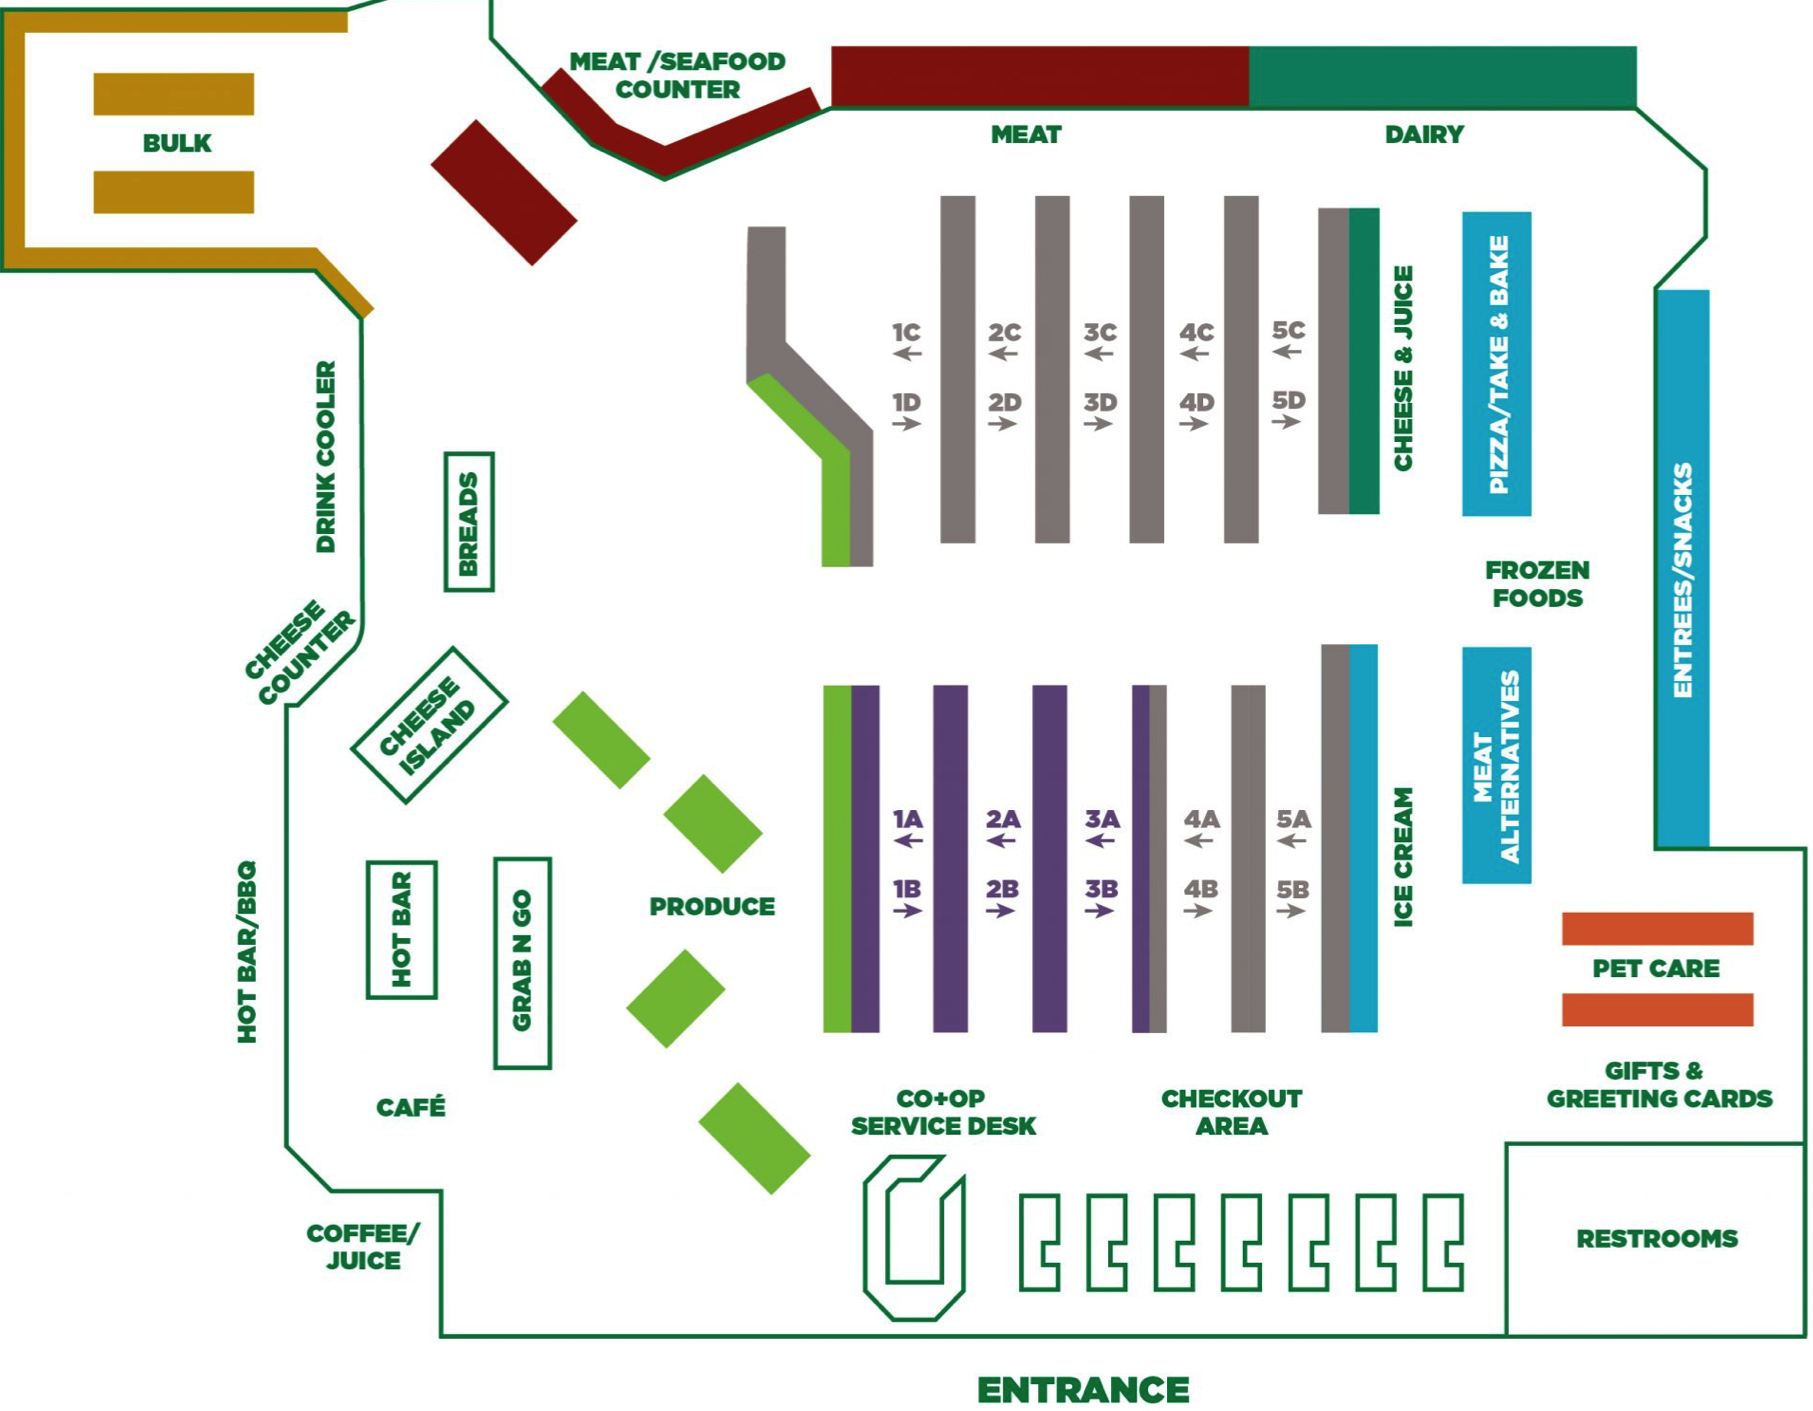 MEAT /SEAFOOD
COUNTER
BULK
MEAT
DAIRY
1C
2C
3C
4C
5C
1D
2D
3D
4D
5D
CHEESE & JUICE
PIZZA/TAKE & BAKE
DRINK COOLER
BREADS
ENTREES/SNACKS
FROZEN
FOODS
CHEESE
COUNTER
CHEESE
ISLAND
MEAT
ALTERNATIVES
1A
2A
3A
4A
5A
1B
2B
3B
4B
5B
ICE CREAM
PRODUCE
HOT BAR/BBQ
HOT BAR
GRAB N GO
PET CARE
GIFTS &
GREETING CARDS
CAFÉ
CO+OP
SERVICE DESK
CHECKOUT
AREA
COFFEE/
JUICE
RESTROOMS
ENTRANCE